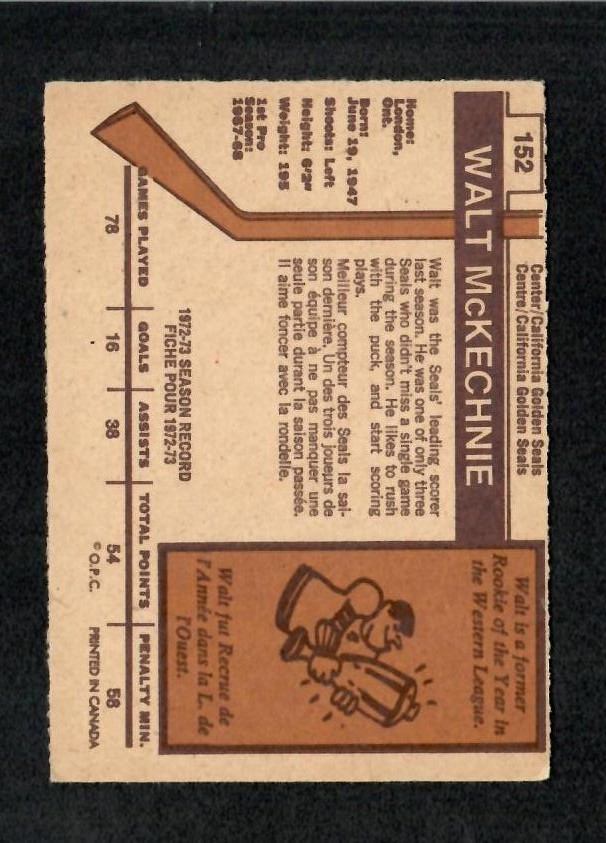 152
Center/California Golden Seals
Centre/California Golden Seals
WALT McKECHNIE
Home:
London,
Ont.
Born:
June 19, 1947
Shoots: Left
Height: 6'2"
Weight: 195
1st Pro
Season:
1967-68
Walt was the Seals' leading scorer
last season. He was one of only three
Seals who didn't miss a single game
during the season. He likes to rush
with the puck, and start scoring
plays.
Meilleur compteur des Seals la sai-
son dernière. Un des trois joueurs de
son équipe à ne pas manquer une
seule partie durant la saison passée.
Il aime foncer avec la rondelle.
Walt is a former
Rookie of the Year in
the Western League.
Walt fut Recrue de
l'Année dans la L. de
l'Ouest.
1972-73 SEASON RECORD
FICHE POUR 1972-73
GAMES PLAYED GOALS ASSISTS TOTAL POINTS PENALTY MIN.
78 16 38 54 58
© O.P.C. PRINTED IN CANADA